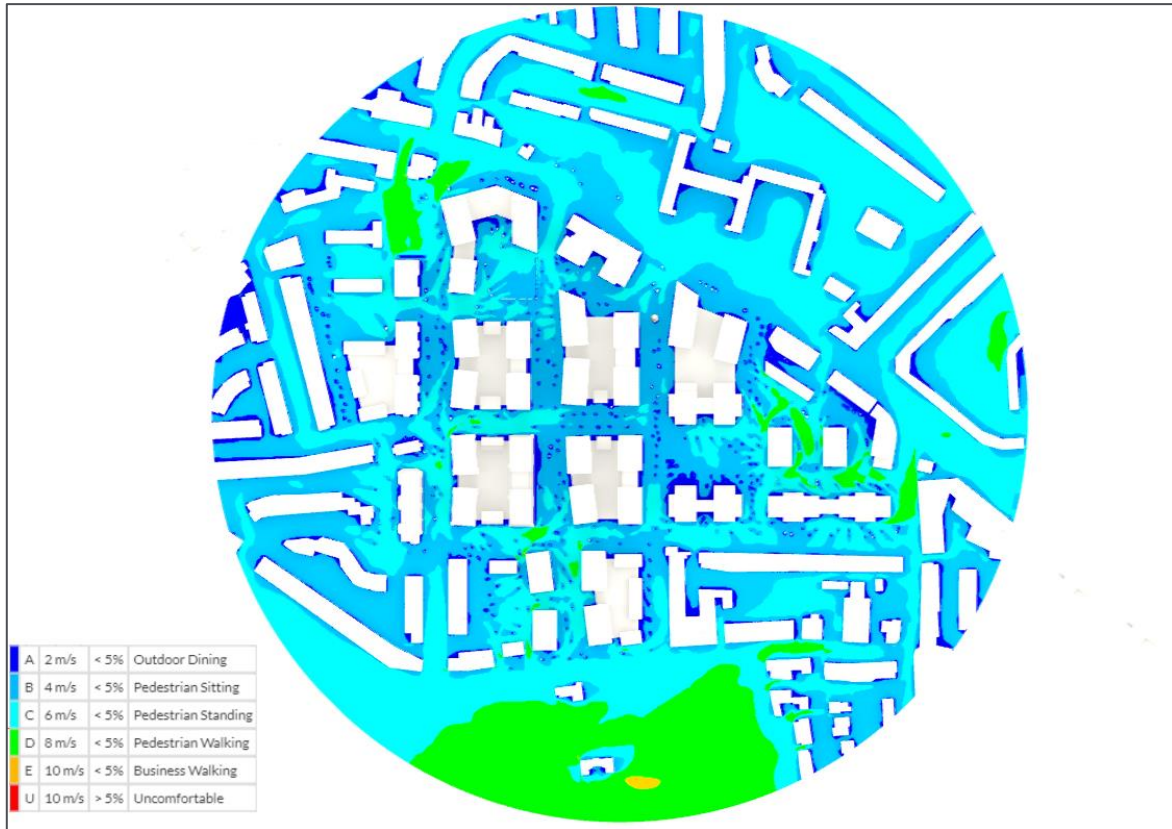 A 2 m/s < 5% Outdoor Dining
B 4 m/s < 5% Pedestrian Sitting
C 6 m/s < 5% Pedestrian Standing
D 8 m/s < 5% Pedestrian Walking
E 10 m/s < 5% Business Walking
U 10 m/s > 5% Uncomfortable